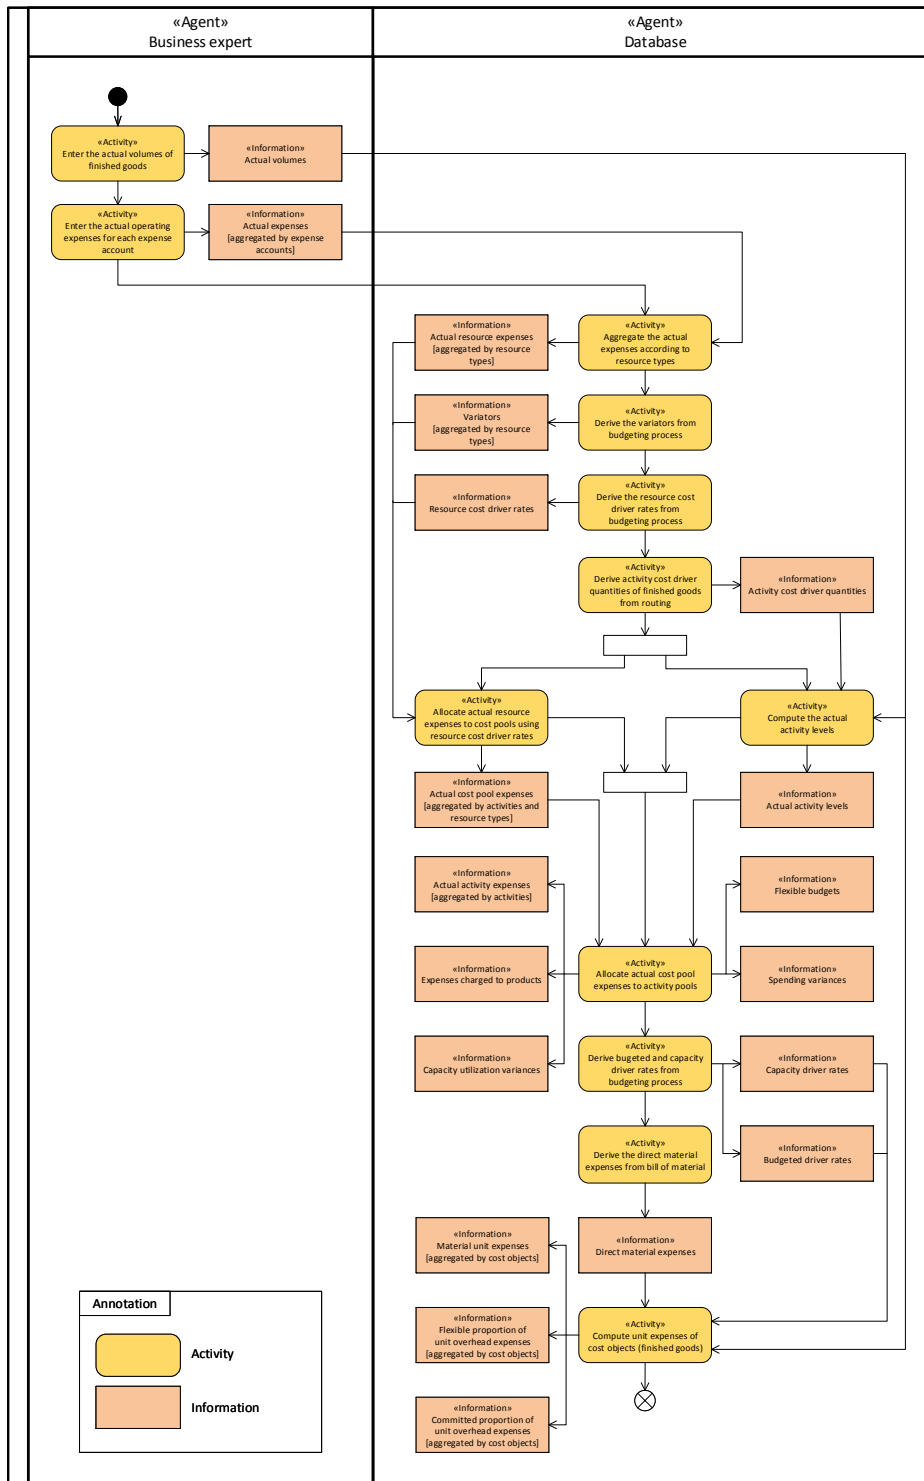 «Agent»
Business expert
«Agent»
Database
«Activity»
Enter the actual volumes of
finished goods
«Information»
Actual volumes
«Activity»
Enter the actual operating
expenses for each expense
account
«Information»
Actual expenses
[aggregated by expense
accounts]
«Information»
Actual resource expenses
[aggregated by resource
types]
«Activity»
Aggregate the actual
expenses according to
resource types
«Information»
Variators
[aggregated by resource
types]
«Activity»
Derive the variators from
budgeting process
«Information»
Resource cost driver rates
«Activity»
Derive the resource cost
driver rates from
budgeting process
«Activity»
Derive activity cost driver
quantities of finished goods
from routing
«Information»
Activity cost driver quantities
«Activity»
Allocate actual resource
expenses to cost pools using
resource cost driver rates
«Activity»
Compute the actual
activity levels
«Information»
Actual cost pool expenses
[aggregated by activities and
resource types]
«Information»
Actual activity levels
«Information»
Actual activity expenses
[aggregated by activities]
«Information»
Flexible budgets
«Information»
Expenses charged to products
«Activity»
Allocate actual cost pool
expenses to activity pools
«Information»
Spending variances
«Information»
Capacity utilization variances
«Activity»
Derive bugeted and capacity
driver rates from
budgeting process
«Information»
Capacity driver rates
«Activity»
Derive the direct material
expenses from bill of material
«Information»
Budgeted driver rates
«Information»
Material unit expenses
[aggregated by cost objects]
«Information»
Direct material expenses
«Information»
Flexible proportion of
unit overhead expenses
[aggregated by cost objects]
«Activity»
Compute unit expenses of
cost objects (finished goods)
«Information»
Committed proportion of
unit overhead expenses
[aggregated by cost objects]
Annotation
Activity
Information